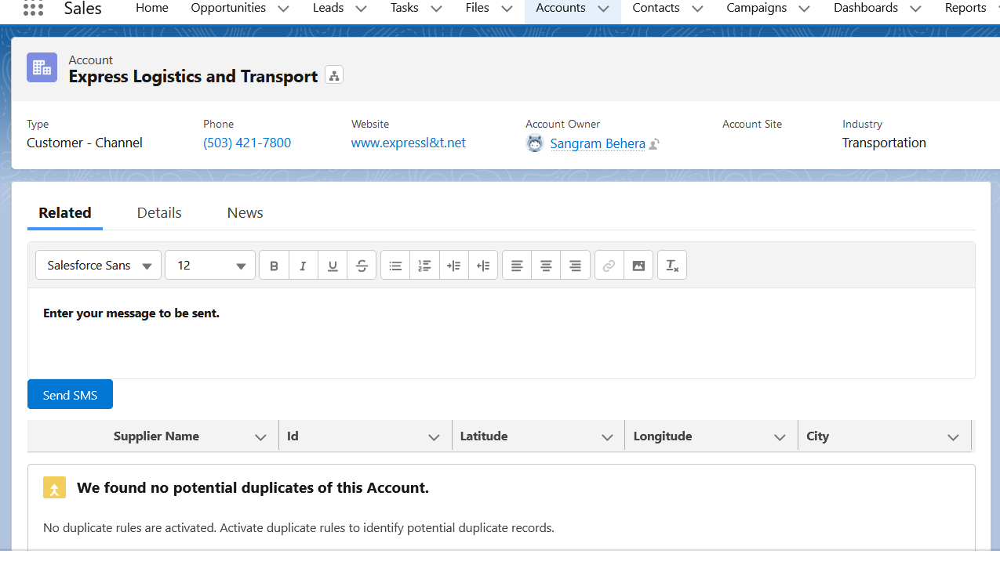 Sales Home Opportunities Leads Tasks Files Accounts Contacts Campaigns Dashboards Reports
Account
Express Logistics and Transport
Type Phone Website Account Owner Account Site Industry
Customer - Channel (503) 421-7800 www.expressl&t.net Sangram Behera Transportation
Related Details News
Salesforce Sans 12 B I U S
Enter your message to be sent.
Send SMS
Supplier Name Id Latitude Longitude City
We found no potential duplicates of this Account.
No duplicate rules are activated. Activate duplicate rules to identify potential duplicate records.